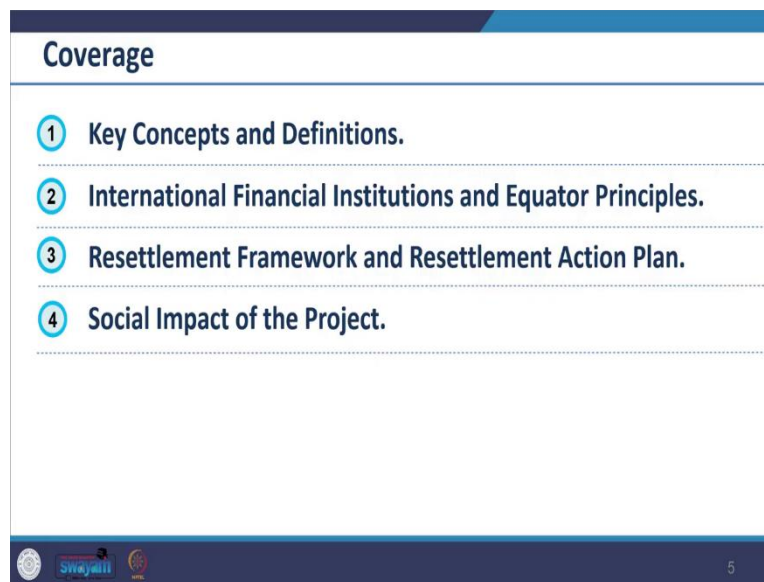 Coverage
1 Key Concepts and Definitions.
2 International Financial Institutions and Equator Principles.
3 Resettlement Framework and Resettlement Action Plan.
4 Social Impact of the Project.
swayam
5